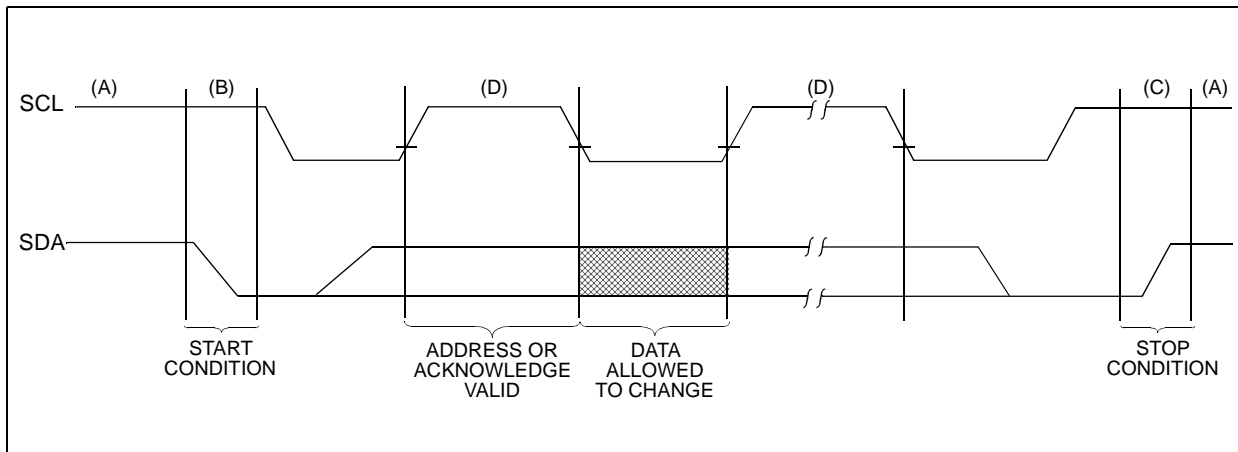 (A) (B) (D) (D) (C) (A)
SCL
SDA
START
CONDITION
ADDRESS OR
ACKNOWLEDGE
VALID
DATA
ALLOWED
TO CHANGE
STOP
CONDITION